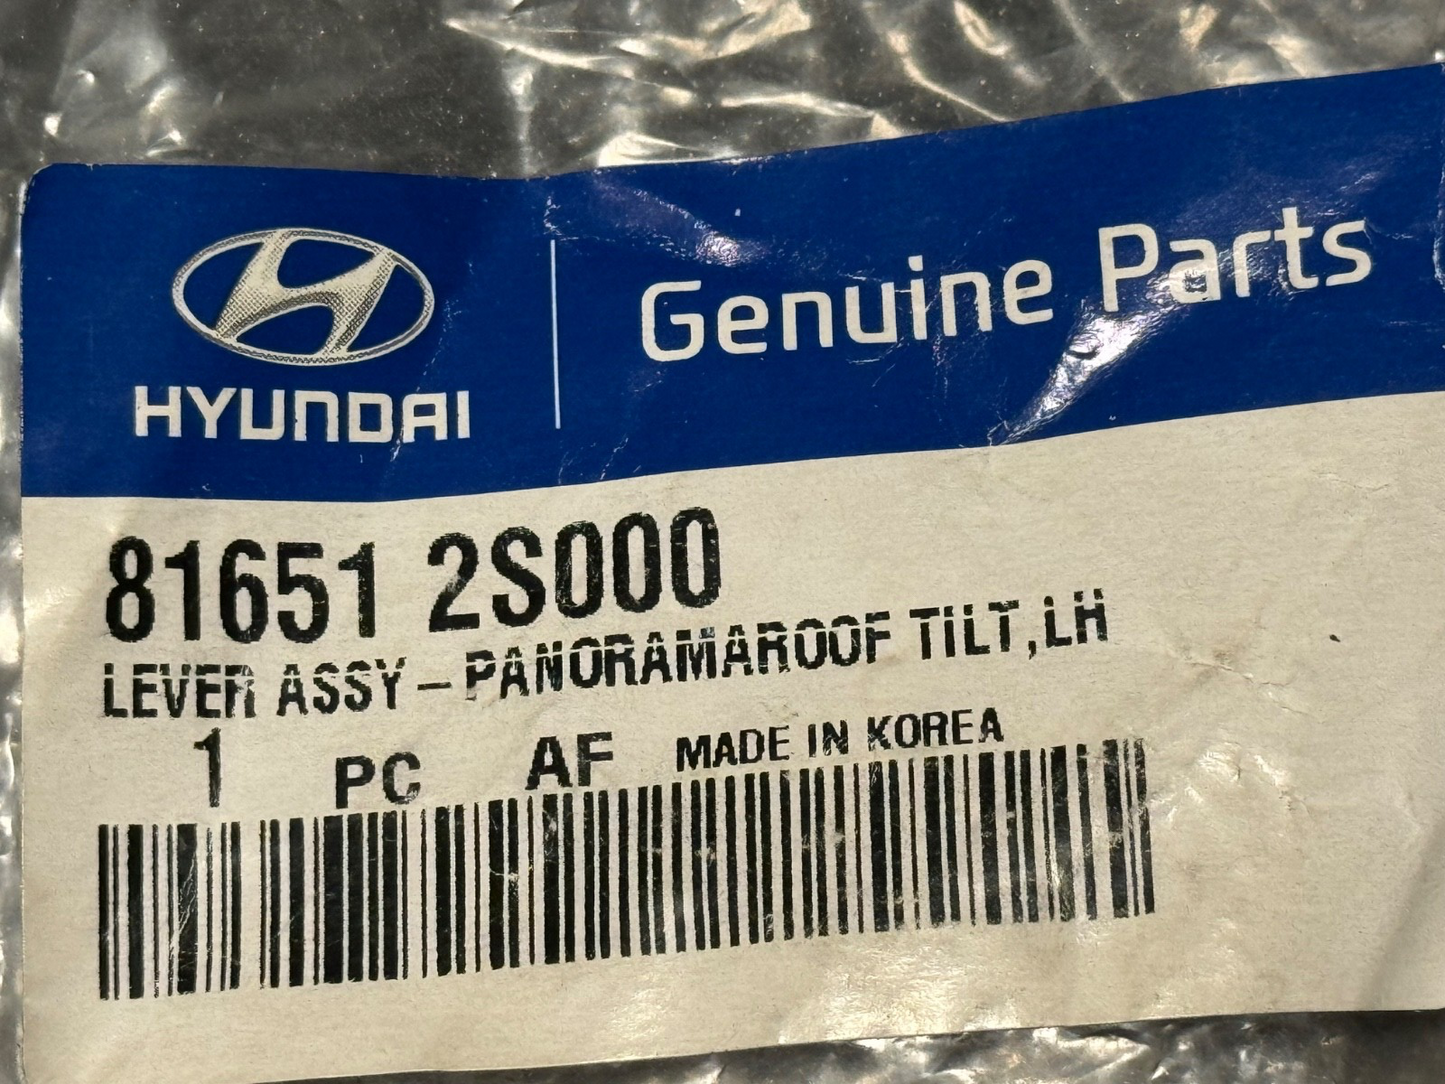 HYUNDAI
Genuine Parts
81651 2S000
LEVER ASSY-PANORAMAROOF TILT,LH
1 PC AF MADE IN KOREA